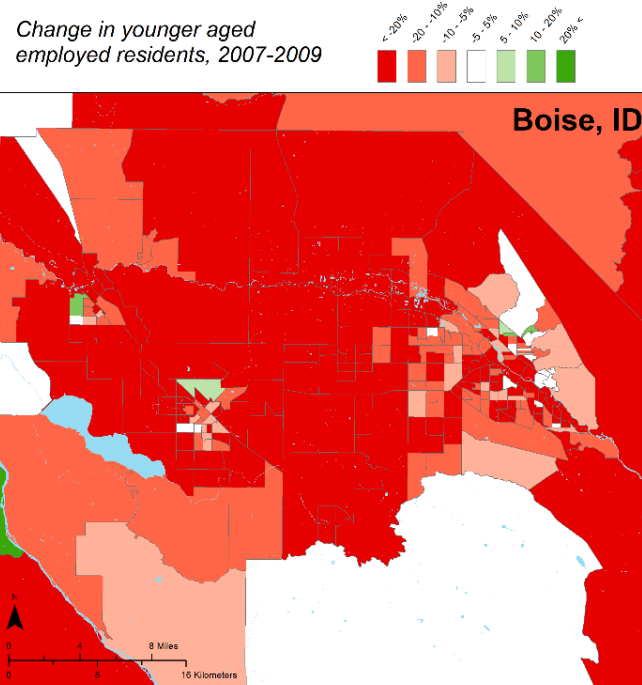 Change in younger aged
employed residents, 2007-2009
< -20%
-20 - -10%
-10 - -5%
-5 - 5%
5 - 10%
10 - 20%
20% <
Boise, ID
N
0 4 8 Miles
0 8 16 Kilometers